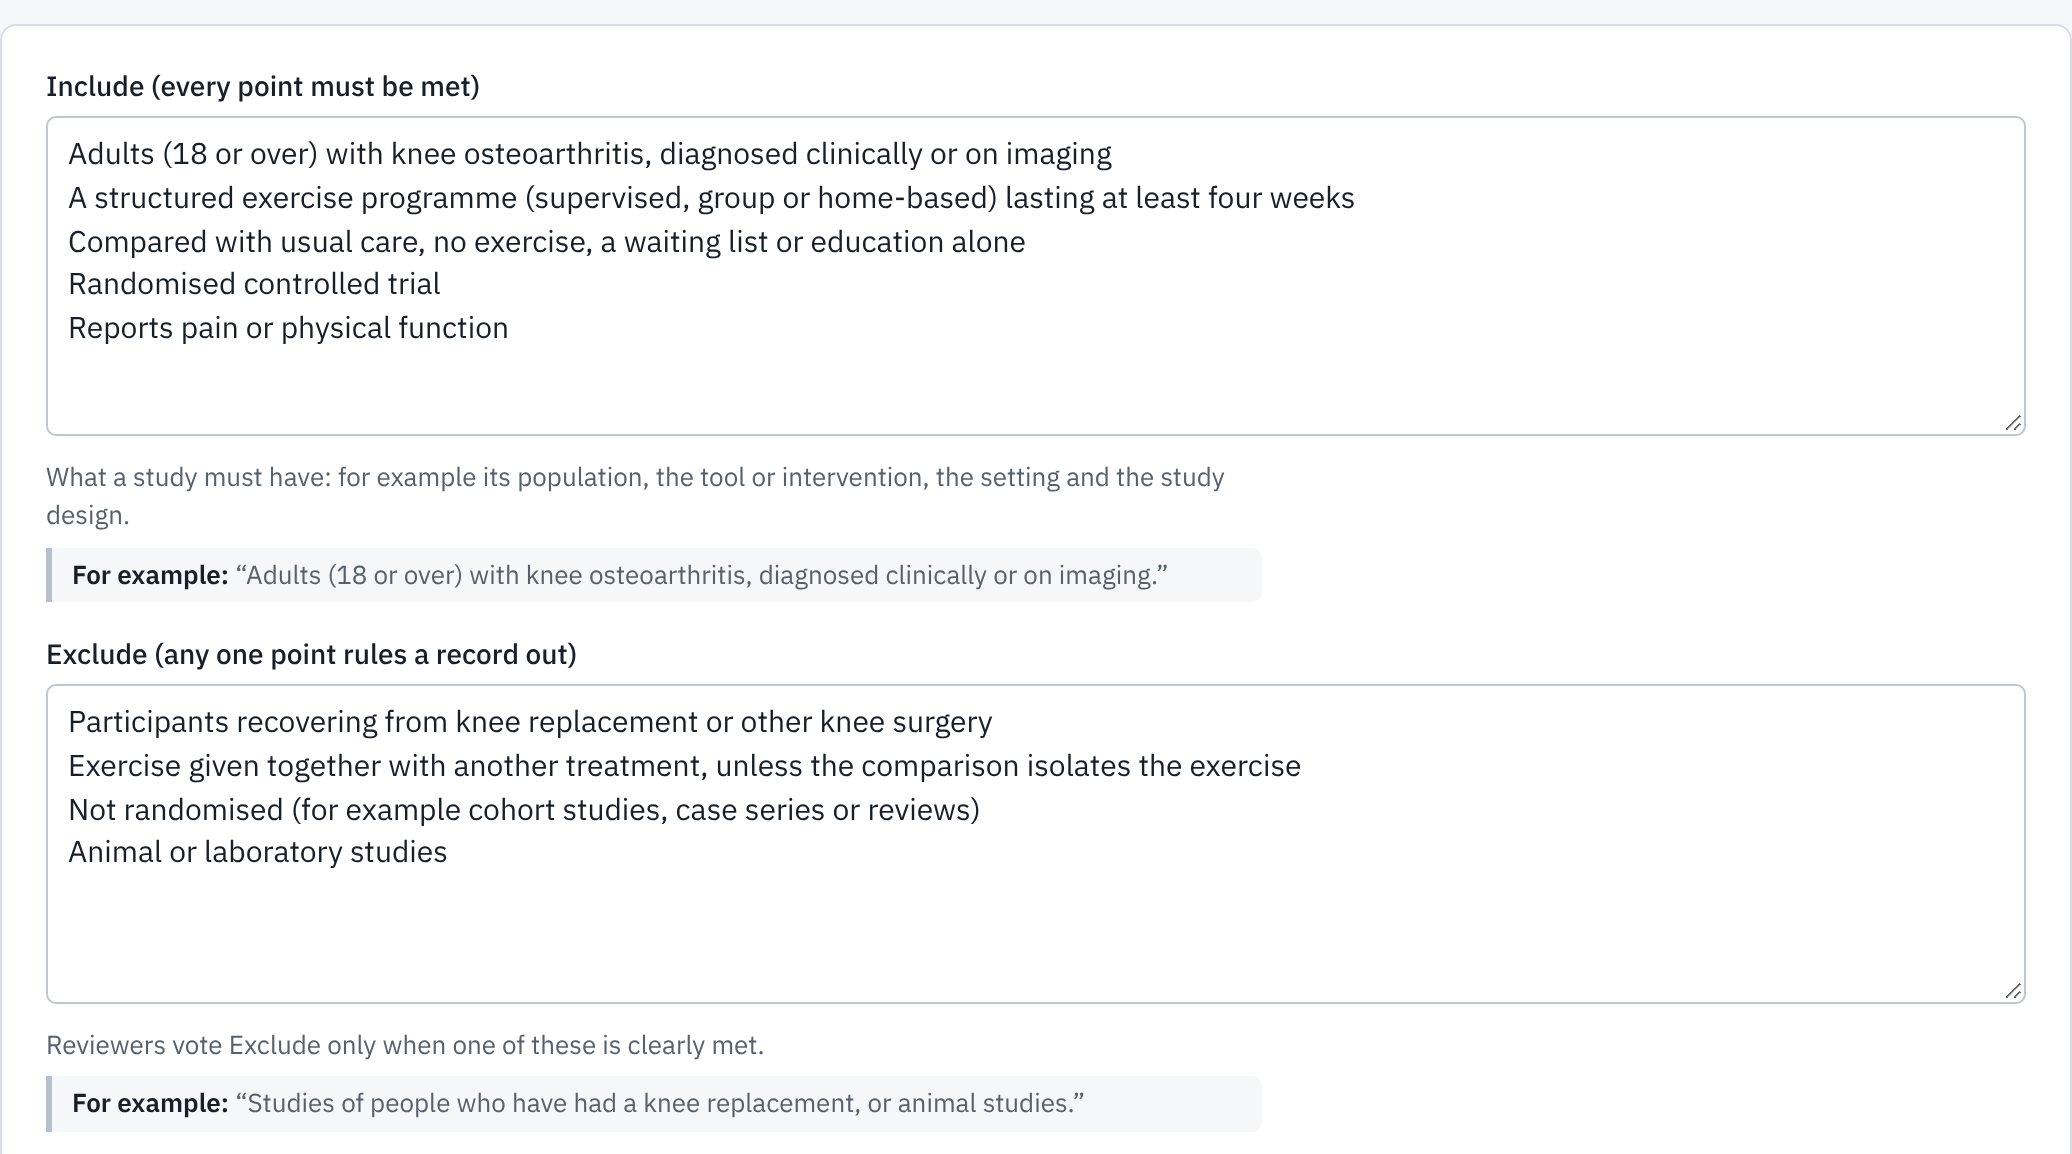 Include (every point must be met)
Adults (18 or over) with knee osteoarthritis, diagnosed clinically or on imaging
A structured exercise programme (supervised, group or home-based) lasting at least four weeks
Compared with usual care, no exercise, a waiting list or education alone
Randomised controlled trial
Reports pain or physical function
What a study must have: for example its population, the tool or intervention, the setting and the study
design.
For example: “Adults (18 or over) with knee osteoarthritis, diagnosed clinically or on imaging.”
Exclude (any one point rules a record out)
Participants recovering from knee replacement or other knee surgery
Exercise given together with another treatment, unless the comparison isolates the exercise
Not randomised (for example cohort studies, case series or reviews)
Animal or laboratory studies
Reviewers vote Exclude only when one of these is clearly met.
For example: “Studies of people who have had a knee replacement, or animal studies.”